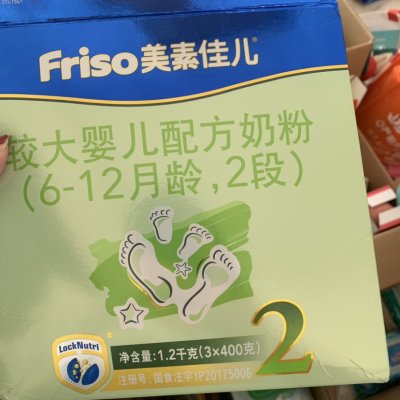 Friso美素佳儿
较大婴儿配方奶粉
(6-12月龄,2段)
LockNutri
净含量:1.2千克(3×400克)
注册号:国食注字YP20175006
2